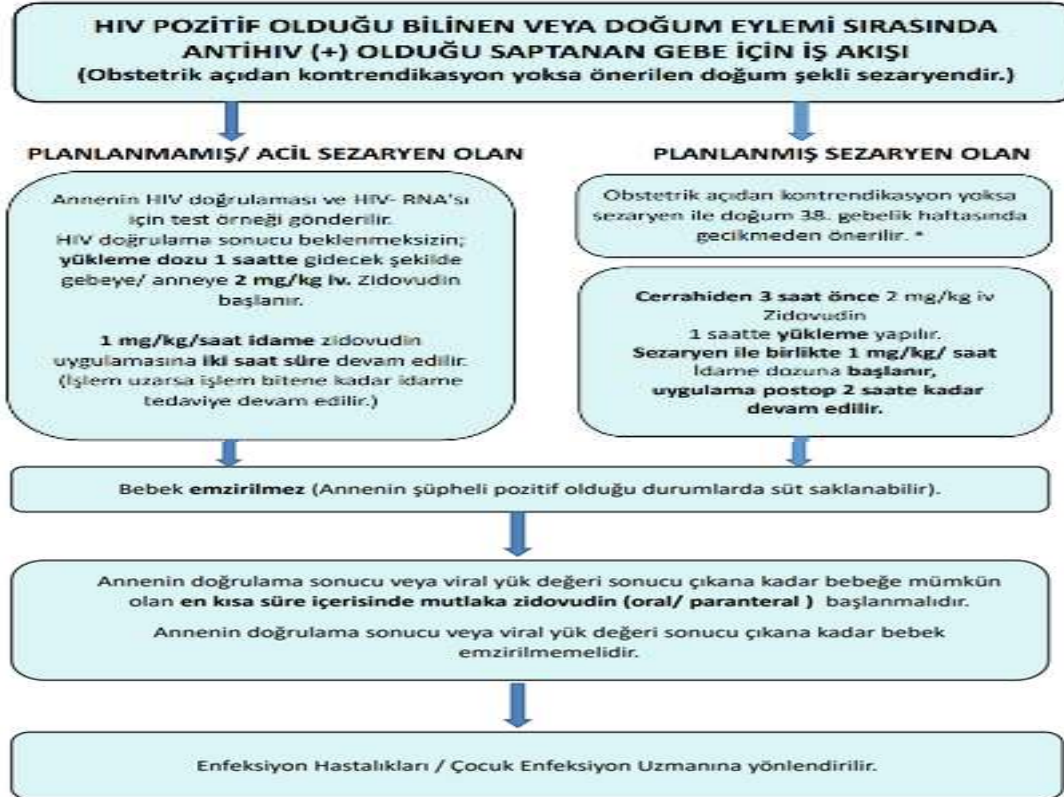 HIV POZİTİF OLDUĞU BİLİNEN VEYA DOĞUM EYLEMİ SIRASINDA
ANTİHIV (+) OLDUĞU SAPTANAN GEBE İÇİN İŞ AKIŞI
(Obstetrik açıdan kontrendikasyon yoksa önerilen doğum şekli sezaryendir.)
PLANLANMAMIŞ/ ACİL SEZARYEN OLAN
Annenin HIV doğrulaması ve HIV- RNA'sı
için test örneği gönderilir.
HIV doğrulama sonucu beklenmeksizin;
yükleme dozu 1 saatte gidecek şekilde
gebeye/ anneye 2 mg/kg iv. Zidovudin
başlanır.
1 mg/kg/saat idame zidovudin
uygulamasına iki saat süre devam edilir.
(İşlem uzarsa işlem bitene kadar idame
tedaviye devam edilir.)
PLANLANMIŞ SEZARYEN OLAN
Obstetrik açıdan kontrendikasyon yoksa
sezaryen ile doğum 38. gebelik haftasında
gecikmeden önerilir. *
Cerrahiden 3 saat önce 2 mg/kg iv
Zidovudin
1 saatte yükleme yapılır.
Sezaryen ile birlikte 1 mg/kg/ saat
İdame dozuna başlanır,
uygulama postop 2 saate kadar
devam edilir.
Bebek emzirilmez (Annenin şüpheli pozitif olduğu durumlarda süt saklanabilir).
Annenin doğrulama sonucu veya viral yük değeri sonucu çıkana kadar bebeğe mümkün
olan en kısa süre içerisinde mutlaka zidovudin (oral/ paranteral ) başlanmalıdır.
Annenin doğrulama sonucu veya viral yük değeri sonucu çıkana kadar bebek
emzirilmemelidir.
Enfeksiyon Hastalıkları / Çocuk Enfeksiyon Uzmanına yönlendirilir.